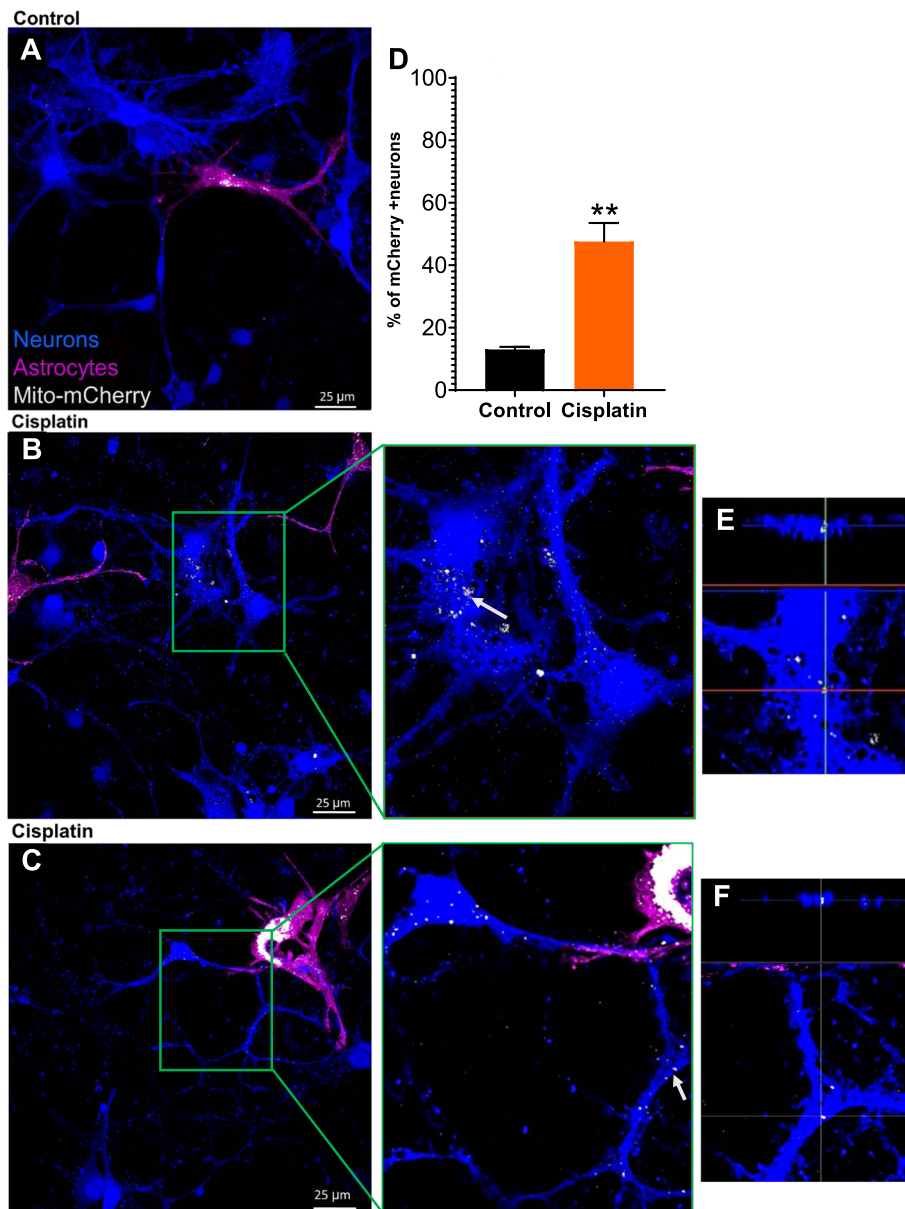 Control
A
Neurons
Astrocytes
Mito-mCherry
25 µm
D
% of mCherry +neurons
100
80
60
40
20
0
**
Control
Cisplatin
Cisplatin
B
25 µm
E
Cisplatin
C
25 µm
F